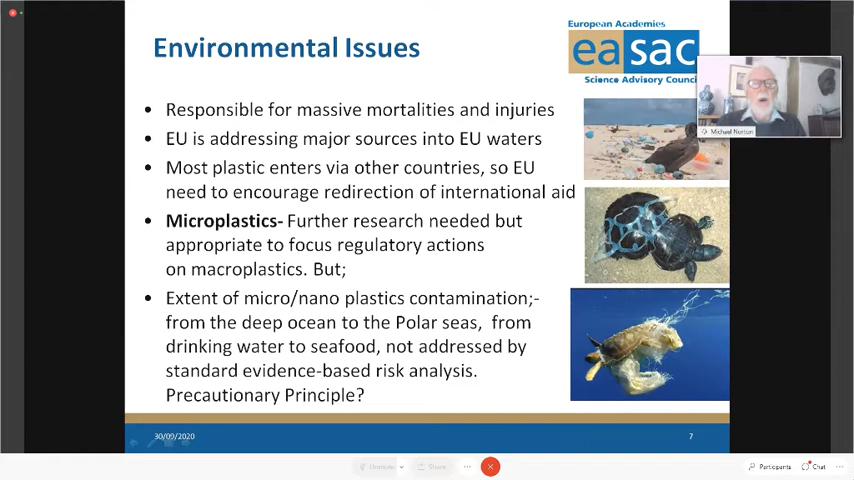 Environmental Issues
European Academies
easac
Science Advisory Counci
Michael Norton
• Responsible for massive mortalities and injuries
• EU is addressing major sources into EU waters
• Most plastic enters via other countries, so EU
need to encourage redirection of international aid
• Microplastics- Further research needed but
appropriate to focus regulatory actions
on macroplastics. But;
• Extent of micro/nano plastics contamination;-
from the deep ocean to the Polar seas, from
drinking water to seafood, not addressed by
standard evidence-based risk analysis.
Precautionary Principle?
30/09/2020
7
Unmute
Share
Participants
Chat